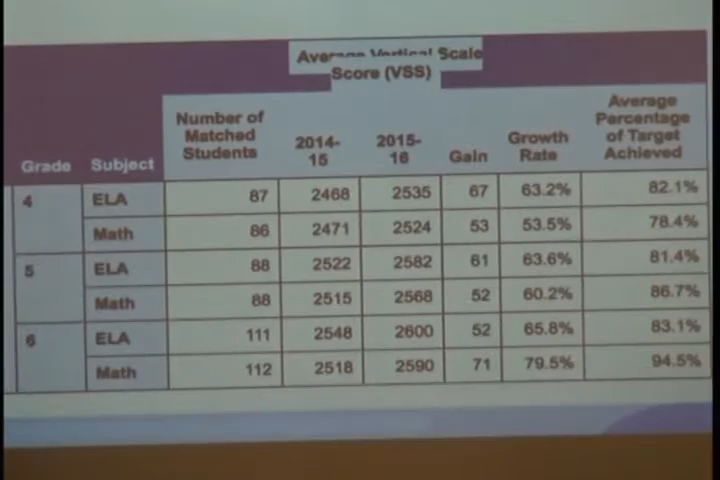 Average Vertical Scale
Score (VSS)
Grade Subject Number of Matched Students 2014-15 2015-16 Gain Growth Rate Average Percentage of Target Achieved
4 ELA 87 2468 2535 67 63.2% 82.1%
Math 86 2471 2524 53 53.5% 78.4%
5 ELA 88 2522 2582 61 63.6% 81.4%
Math 88 2515 2568 52 60.2% 86.7%
6 ELA 111 2548 2600 52 65.8% 83.1%
Math 112 2518 2590 71 79.5% 94.5%